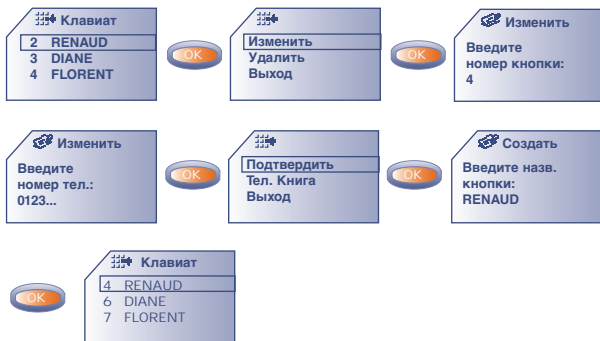 Клавиат
2 RENAUD
3 DIANE
4 FLORENT
OK
Изменить
Удалить
Выход
OK
Изменить
Введите
номер кнопки:
4
Изменить
Введите
номер тел.:
0123...
OK
Подтвердить
Тел. Книга
Выход
OK
Создать
Введите назв.
кнопки:
RENAUD
OK
Клавиат
4 RENAUD
6 DIANE
7 FLORENT